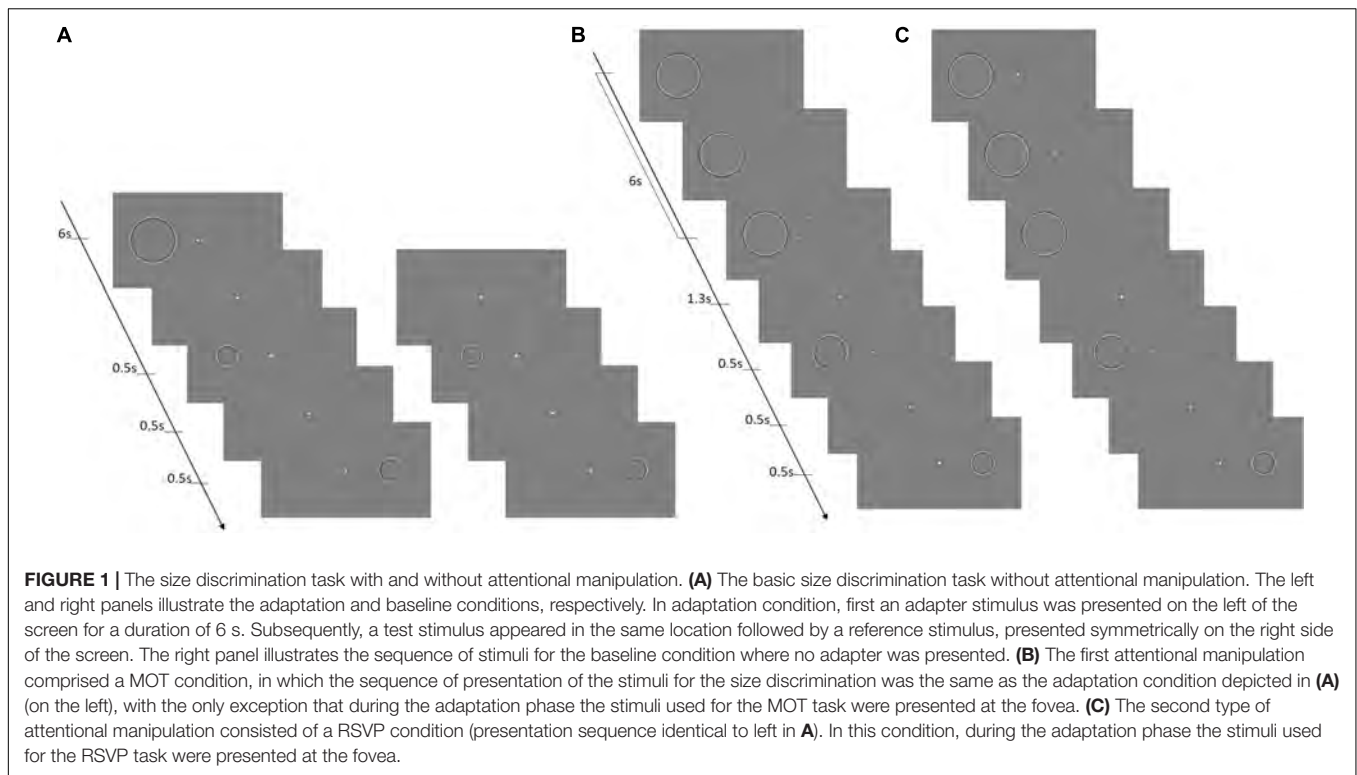 A
B
C
6s
0.5s
0.5s
0.5s
6s
1.3s
0.5s
0.5s
0.5s
FIGURE 1 | The size discrimination task with and without attentional manipulation. (A) The basic size discrimination task without attentional manipulation. The left
and right panels illustrate the adaptation and baseline conditions, respectively. In adaptation condition, first an adapter stimulus was presented on the left of the
screen for a duration of 6 s. Subsequently, a test stimulus appeared in the same location followed by a reference stimulus, presented symmetrically on the right side
of the screen. The right panel illustrates the sequence of stimuli for the baseline condition where no adapter was presented. (B) The first attentional manipulation
comprised a MOT condition, in which the sequence of presentation of the stimuli for the size discrimination was the same as the adaptation condition depicted in (A)
(on the left), with the only exception that during the adaptation phase the stimuli used for the MOT task were presented at the fovea. (C) The second type of
attentional manipulation consisted of a RSVP condition (presentation sequence identical to left in A). In this condition, during the adaptation phase the stimuli used
for the RSVP task were presented at the fovea.